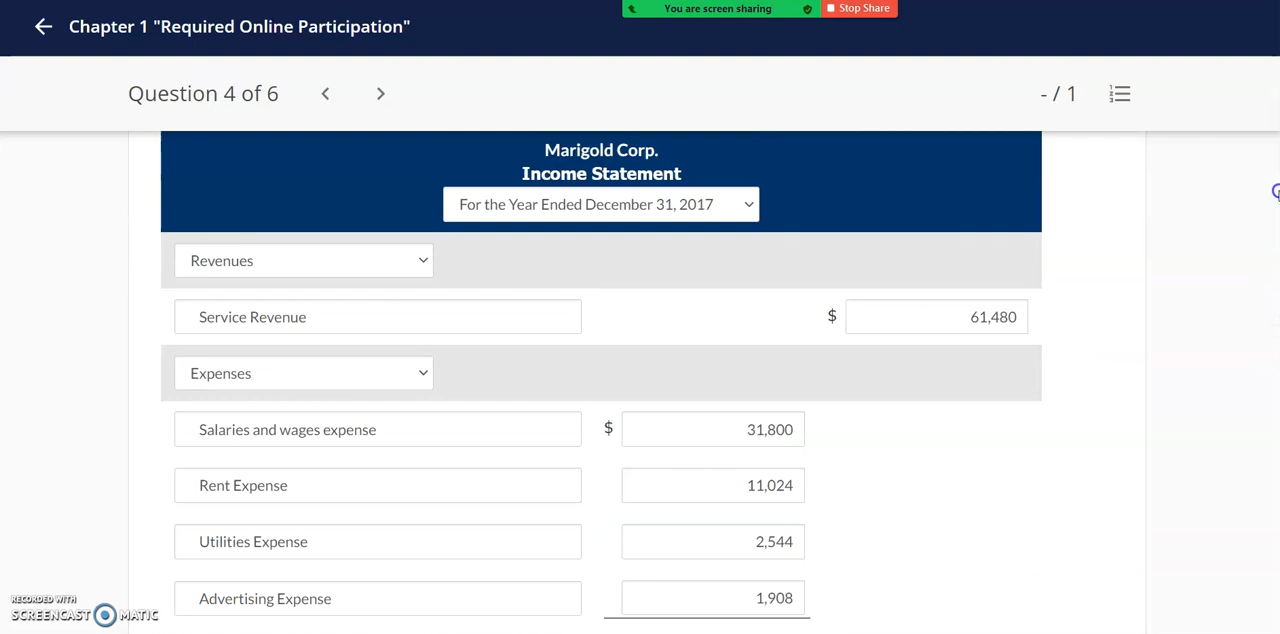 You are screen sharing Stop Share
Chapter 1 "Required Online Participation"
Question 4 of 6 - / 1
Marigold Corp.
Income Statement
For the Year Ended December 31, 2017
Revenues
Service Revenue $ 61,480
Expenses
Salaries and wages expense $ 31,800
Rent Expense 11,024
Utilities Expense 2,544
Advertising Expense 1,908
RECORDED WITH
SCREENCAST MATIC